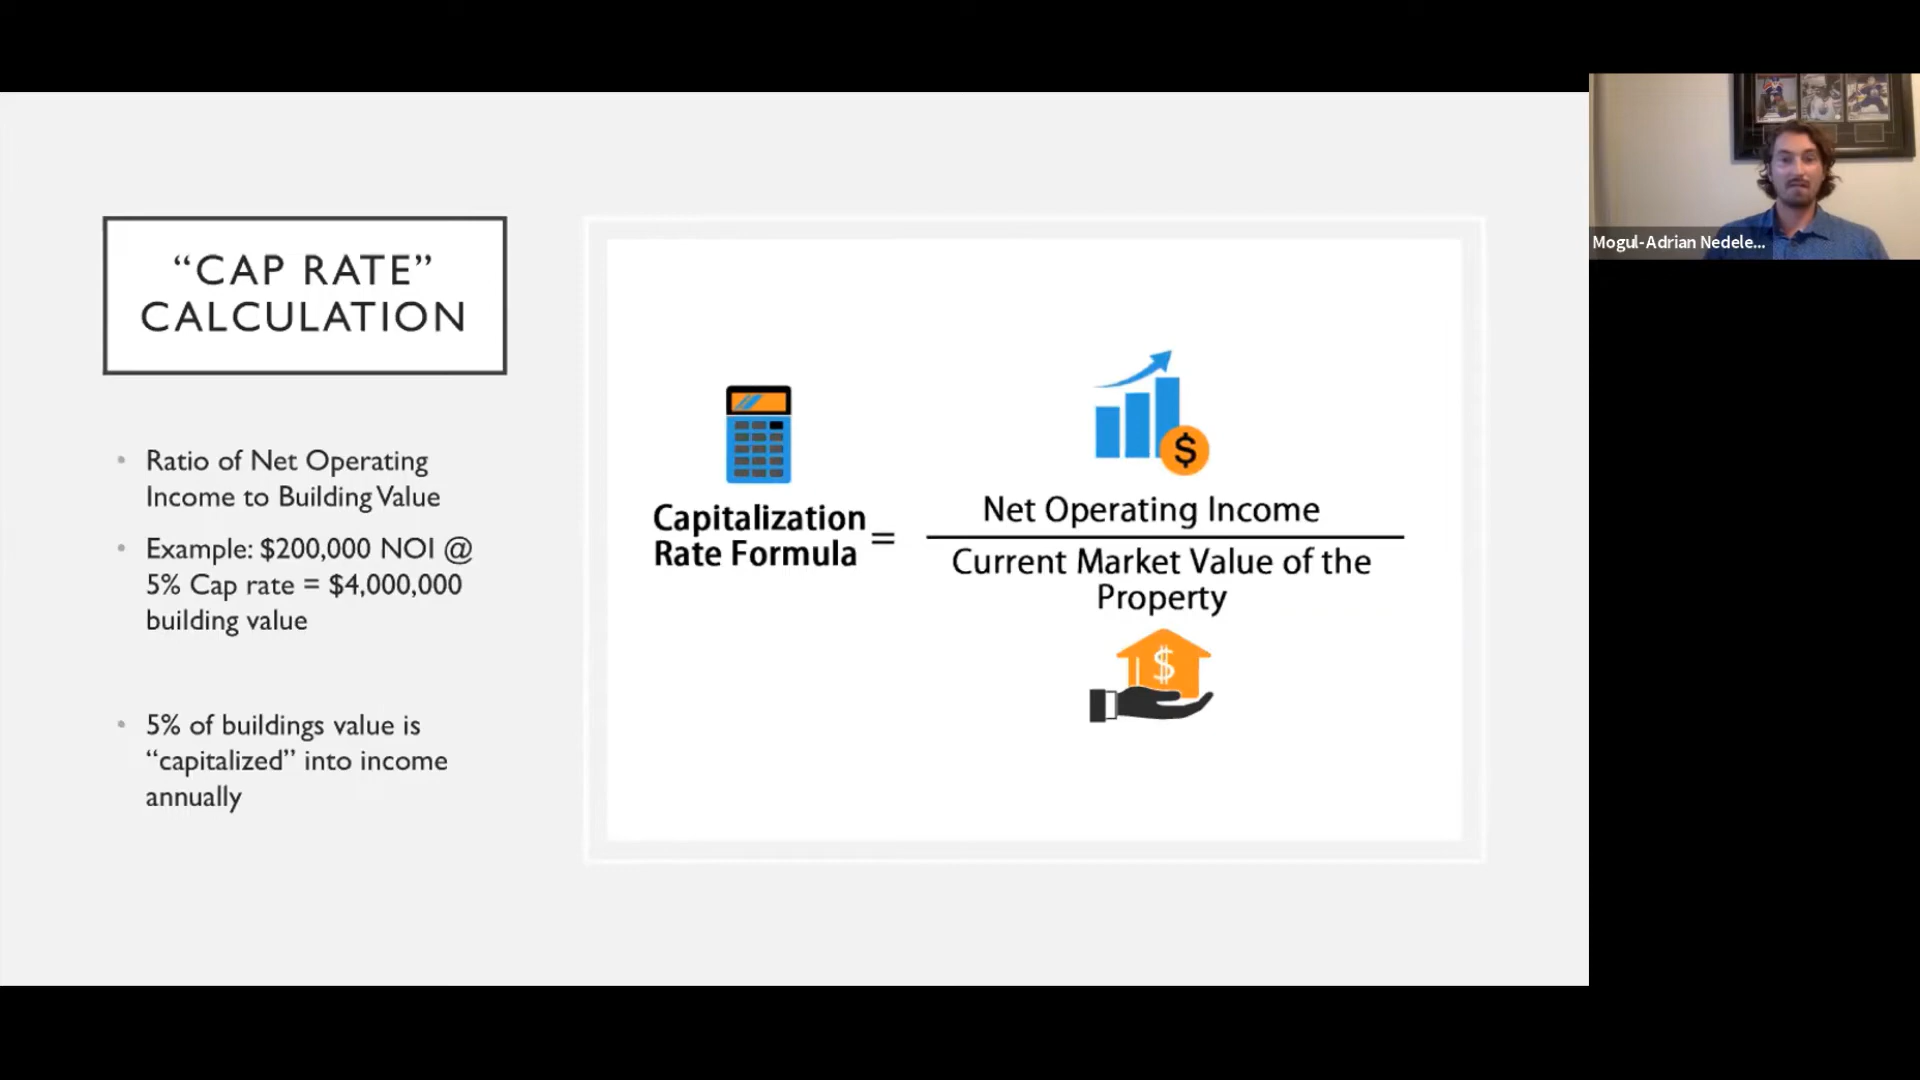 “CAP RATE”
CALCULATION
• Ratio of Net Operating
Income to Building Value
• Example: $200,000 NOI @
5% Cap rate = $4,000,000
building value
• 5% of buildings value is
“capitalized” into income
annually
Capitalization
Rate Formula
=
Net Operating Income
Current Market Value of the
Property
$
$
Mogul-Adrian Nedele...